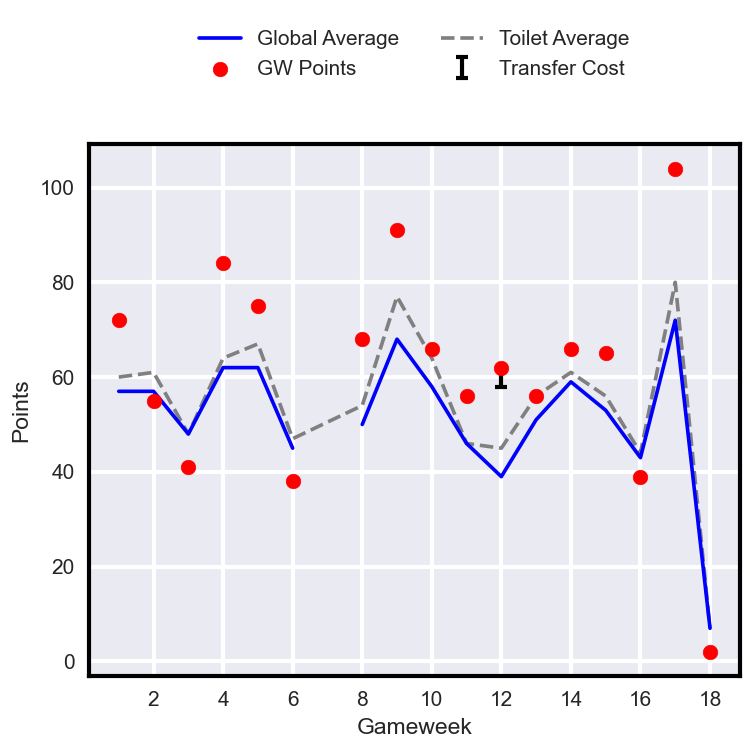 Global Average
Toilet Average
GW Points
Transfer Cost
100
80
60
40
20
0
Points
2 4 6 8 10 12 14 16 18
Gameweek